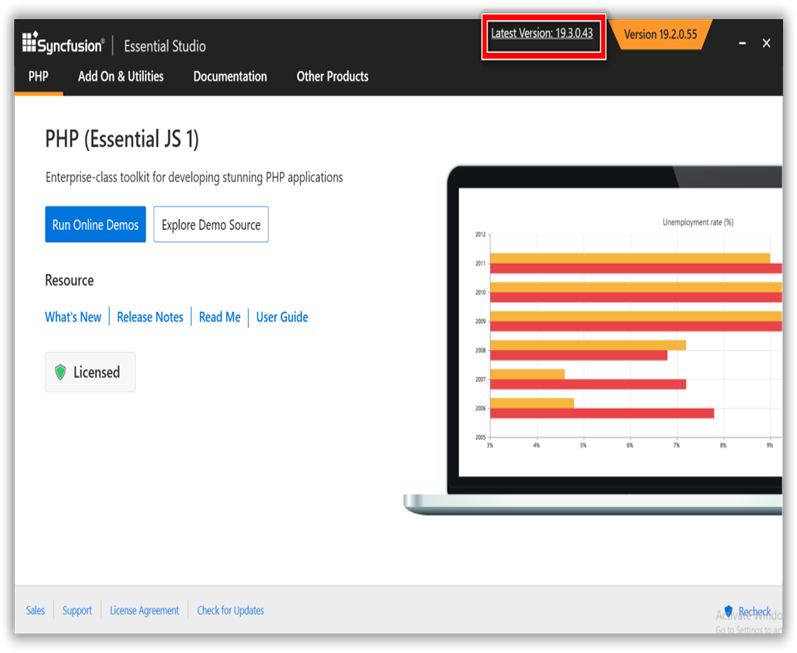 Syncfusion® Essential Studio
Latest Version: 19.3.0.43
Version 19.2.0.55
PHP Add On & Utilities Documentation Other Products
PHP (Essential JS 1)
Enterprise-class toolkit for developing stunning PHP applications
Run Online Demos Explore Demo Source
Resource
What's New Release Notes Read Me User Guide
Licensed
Unemployment rate (%)
2012
2011
2010
2009
2008
2007
2006
2005
3% 4% 5% 6% 7% 8% 9%
Sales Support License Agreement Check for Updates
Recheck
Activate Windo
Go to Settings to act